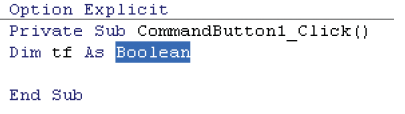 Option Explicit
Private Sub CommandButton1_Click()
Dim tf As Boolean
End Sub